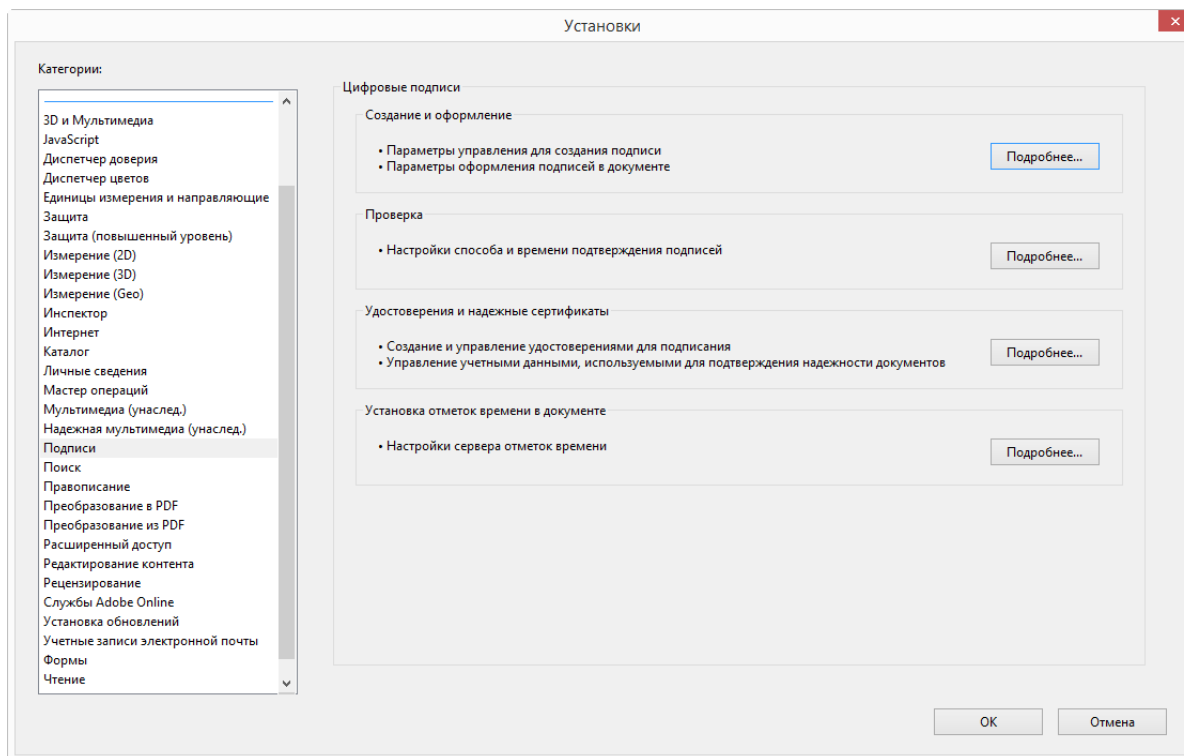 Установки
Категории:
3D и Мультимедиа
JavaScript
Диспетчер доверия
Диспетчер цветов
Единицы измерения и направляющие
Защита
Защита (повышенный уровень)
Измерение (2D)
Измерение (3D)
Измерение (Geo)
Инспектор
Интернет
Каталог
Личные сведения
Мастер операций
Мультимедиа (унаслед.)
Надежная мультимедиа (унаслед.)
Подписи
Поиск
Правописание
Преобразование в PDF
Преобразование из PDF
Расширенный доступ
Редактирование контента
Рецензирование
Службы Adobe Online
Установка обновлений
Учетные записи электронной почты
Формы
Чтение
Цифровые подписи
Создание и оформление
• Параметры управления для создания подписи
• Параметры оформления подписей в документе
Подробнее...
Проверка
• Настройки способа и времени подтверждения подписей
Подробнее...
Удостоверения и надежные сертификаты
• Создание и управление удостоверениями для подписания
• Управление учетными данными, используемыми для подтверждения надежности документов
Подробнее...
Установка отметок времени в документе
• Настройки сервера отметок времени
Подробнее...
ОК
Отмена